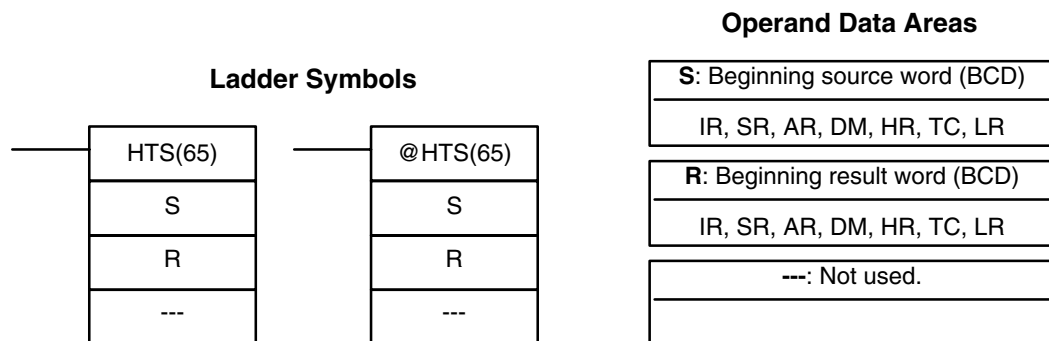 Ladder Symbols
HTS(65)
S
R
---
@HTS(65)
S
R
---
Operand Data Areas
S: Beginning source word (BCD)
IR, SR, AR, DM, HR, TC, LR
R: Beginning result word (BCD)
IR, SR, AR, DM, HR, TC, LR
---: Not used.